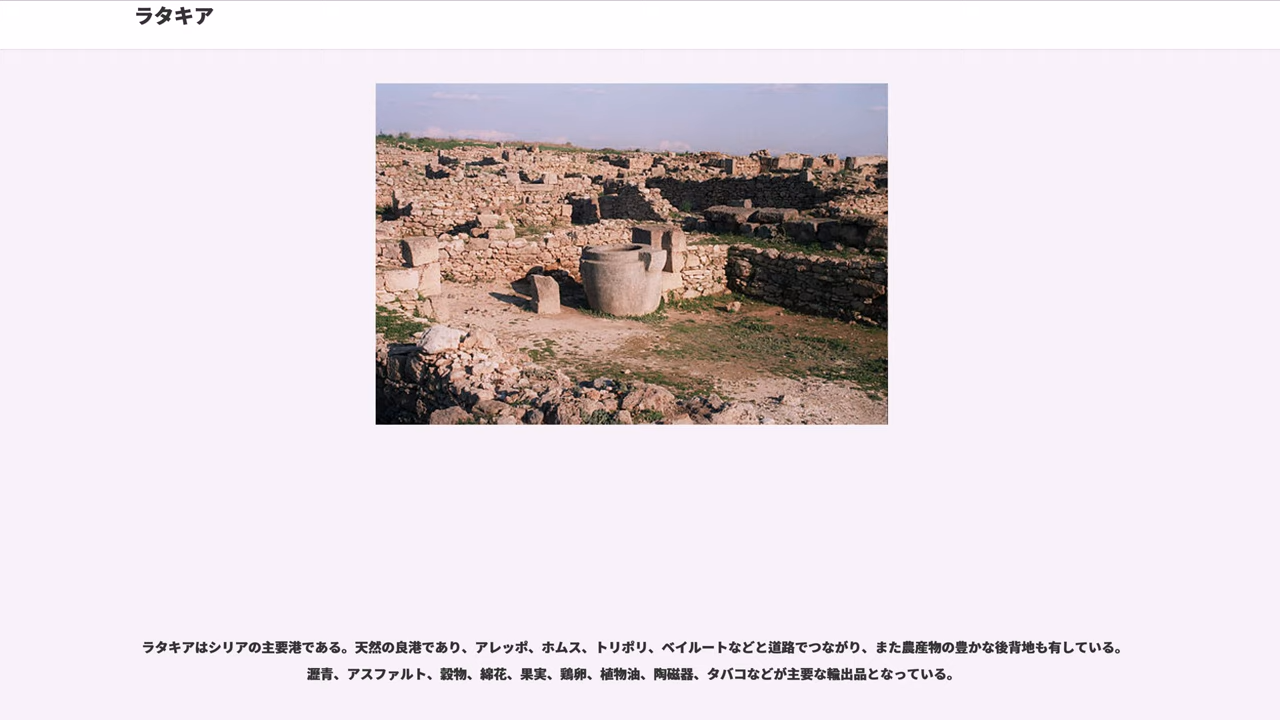 ラタキア
ラタキアはシリアの主要港である。天然の良港であり、アレッポ、ホムス、トリポリ、ベイルートなどと道路でつながり、また農産物の豊かな後背地も有している。
瀝青、アスファルト、穀物、綿花、果実、鶏卵、植物油、陶磁器、タバコなどが主要な輸出品となっている。